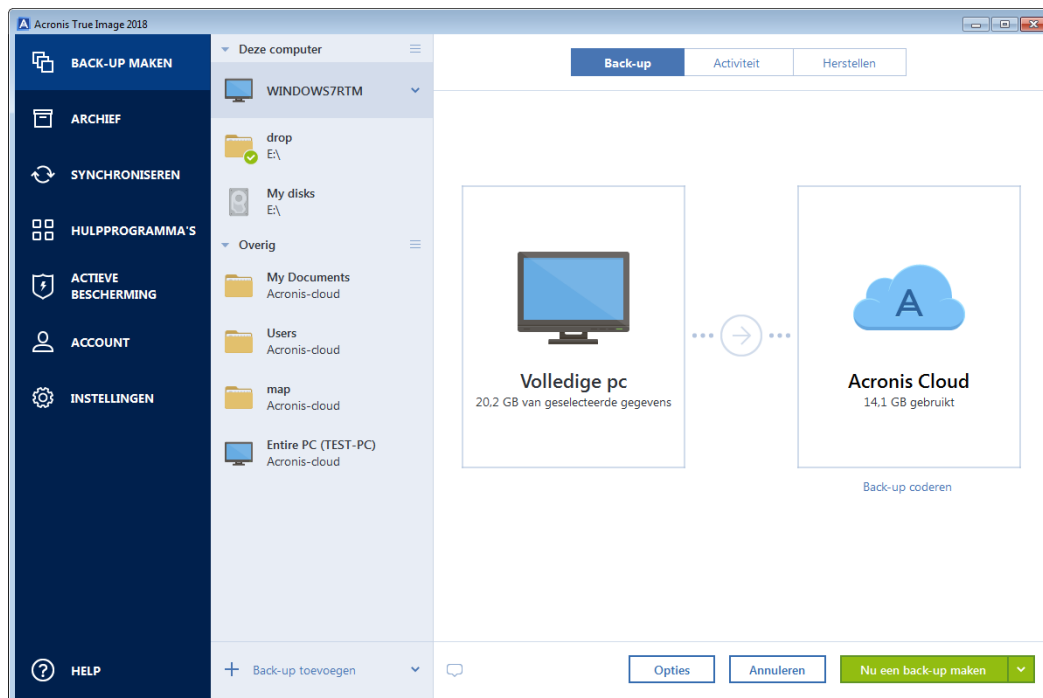 Acronis True Image 2018
BACK-UP MAKEN
ARCHIEF
SYNCHRONISEREN
HULPPROGRAMMA'S
ACTIEVE
BESCHERMING
ACCOUNT
INSTELLINGEN
HELP
Deze computer
WINDOWS7RTM
drop
E:\
My disks
E:\
Overig
My Documents
Acronis-cloud
Users
Acronis-cloud
map
Acronis-cloud
Entire PC (TEST-PC)
Acronis-cloud
Back-up toevoegen
Back-up
Activiteit
Herstellen
Volledige pc
20,2 GB van geselecteerde gegevens
Acronis Cloud
14,1 GB gebruikt
Back-up coderen
Opties
Annuleren
Nu een back-up maken